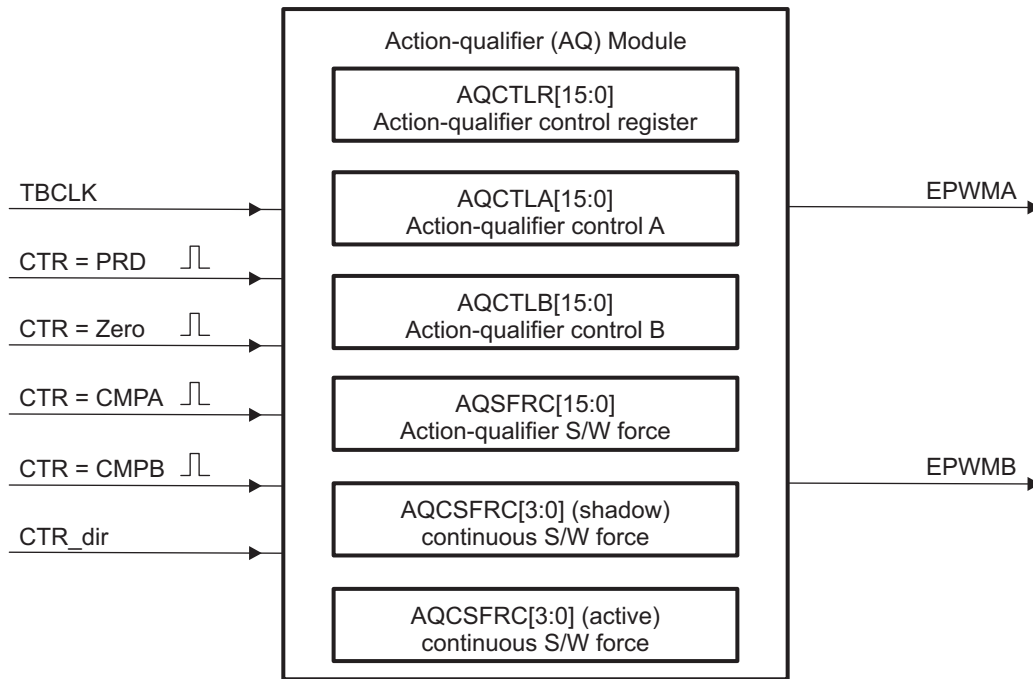 Action-qualifier (AQ) Module
AQCTLR[15:0]
Action-qualifier control register
TBCLK
AQCTLA[15:0]
Action-qualifier control A
EPWMA
CTR = PRD
CTR = Zero
AQCTLB[15:0]
Action-qualifier control B
CTR = CMPA
AQSFRC[15:0]
Action-qualifier S/W force
CTR = CMPB
EPWMB
AQCSFRC[3:0] (shadow)
continuous S/W force
CTR_dir
AQCSFRC[3:0] (active)
continuous S/W force